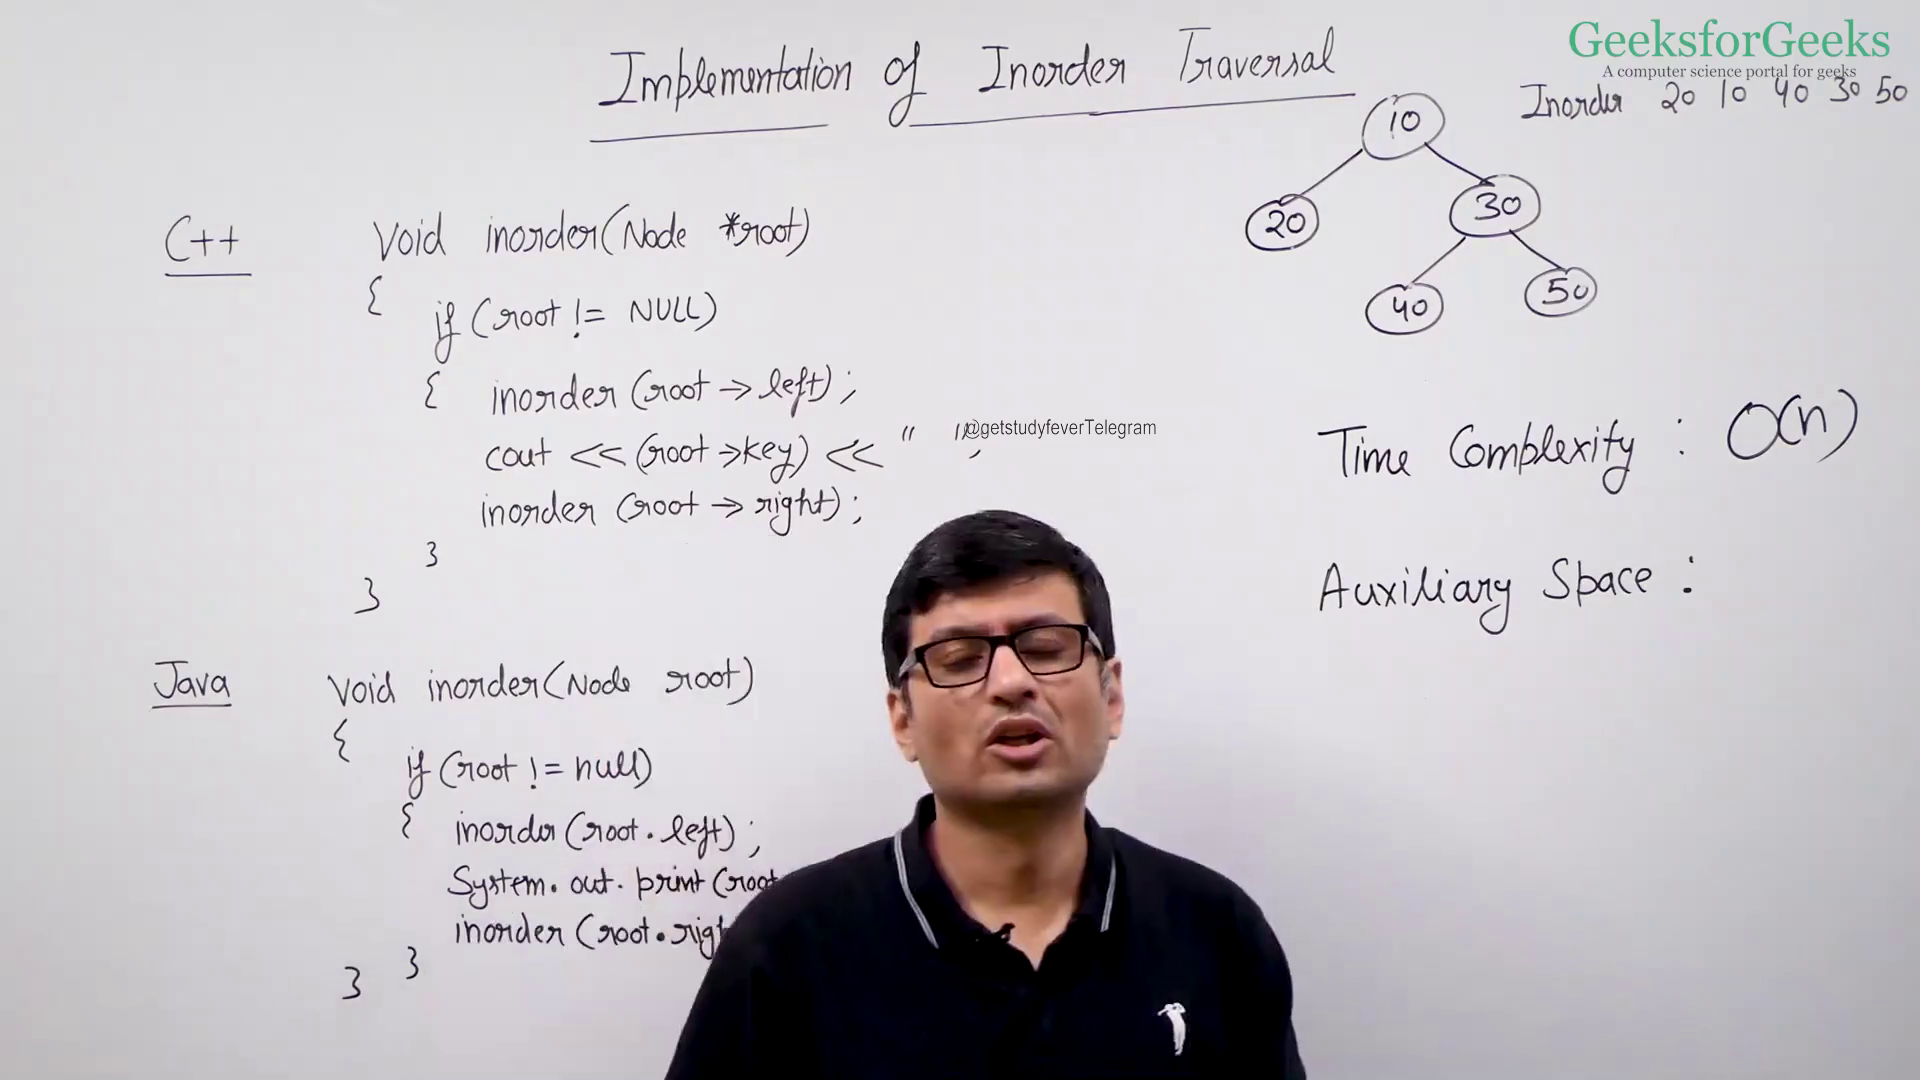 GeeksforGeeks
A computer science portal for geeks
Implementation of Inorder Traversal
Inorder 20 10 40 30 50
10
20 30
40 50
C++ Void inorder(Node *root)
{
if (root != NULL)
{ inorder (root → left);
cout << (root →key) << " ";
@getstudyfeverTelegram
inorder (root → right);
}
}
Time Complexity : O(n)
Auxiliary Space :
Java void inorder(Node root)
{
if (root != null)
{ inorder (root . left);
System. out. print (root
inorder (root .
}
}